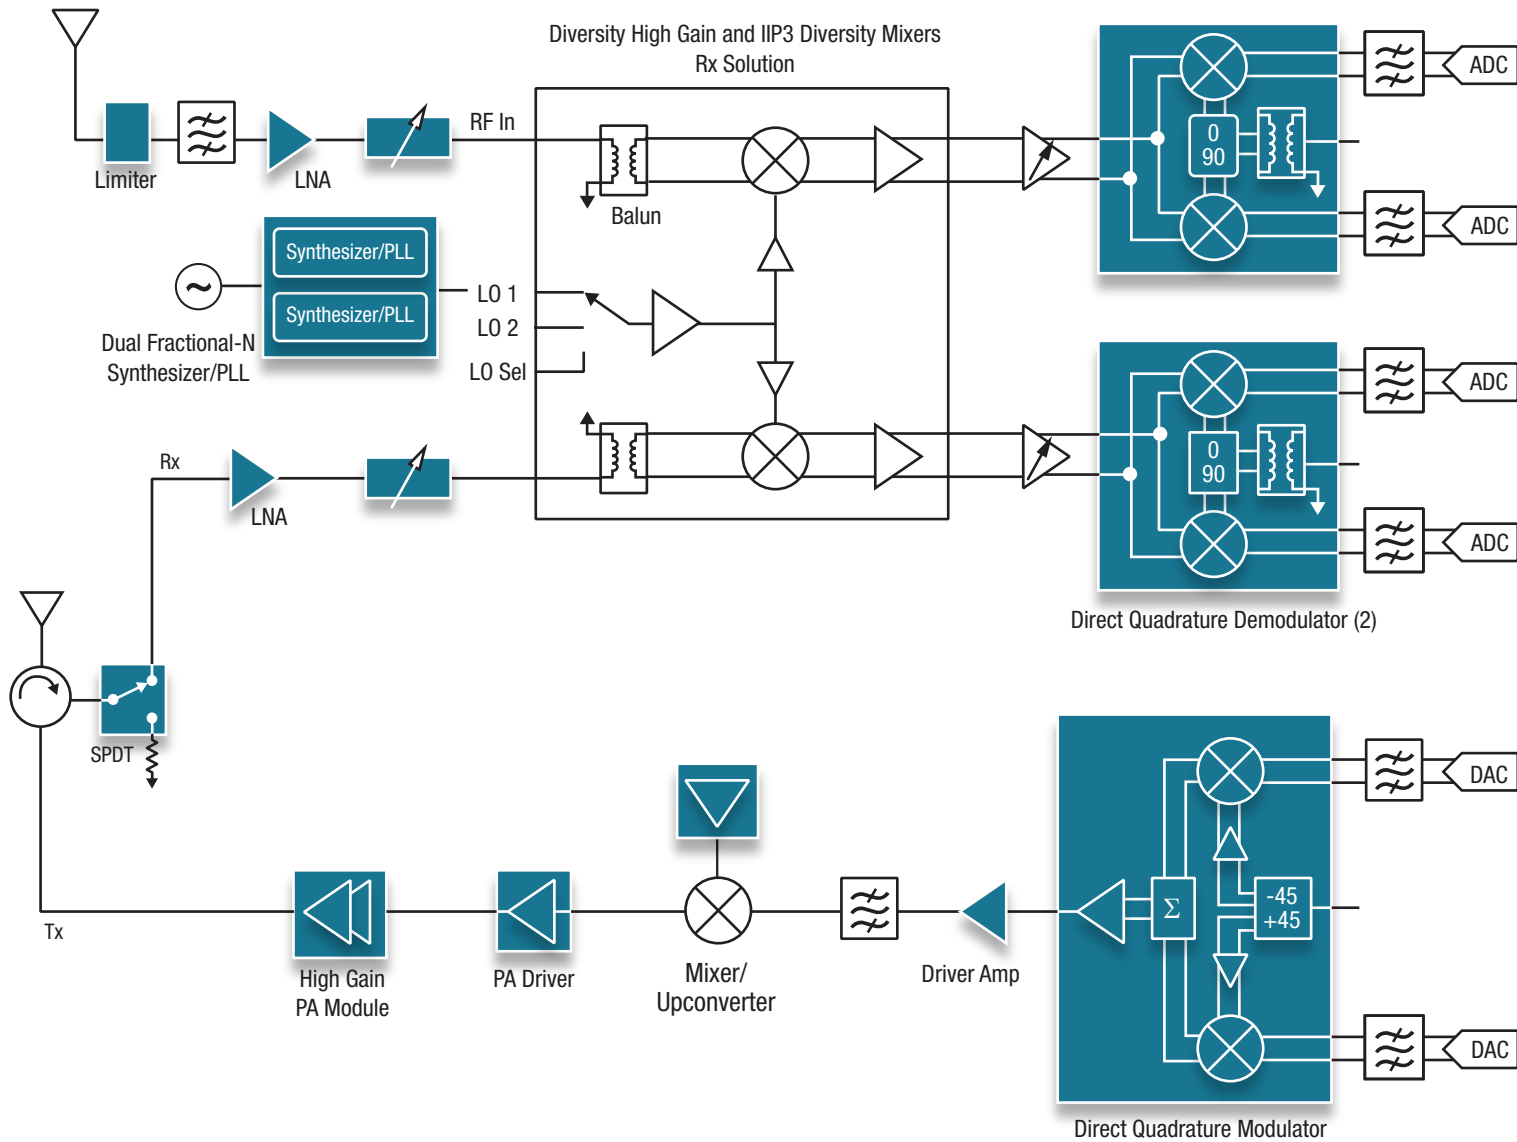 Diversity High Gain and IIP3 Diversity Mixers
Rx Solution
RF In
Limiter
LNA
Balun
0
90
ADC
ADC
Synthesizer/PLL
Synthesizer/PLL
Dual Fractional-N
Synthesizer/PLL
LO 1
LO 2
LO Sel
Rx
LNA
0
90
ADC
ADC
Direct Quadrature Demodulator (2)
SPDT
Tx
High Gain
PA Module
PA Driver
Mixer/
Upconverter
Driver Amp
Σ
-45
+45
DAC
DAC
Direct Quadrature Modulator